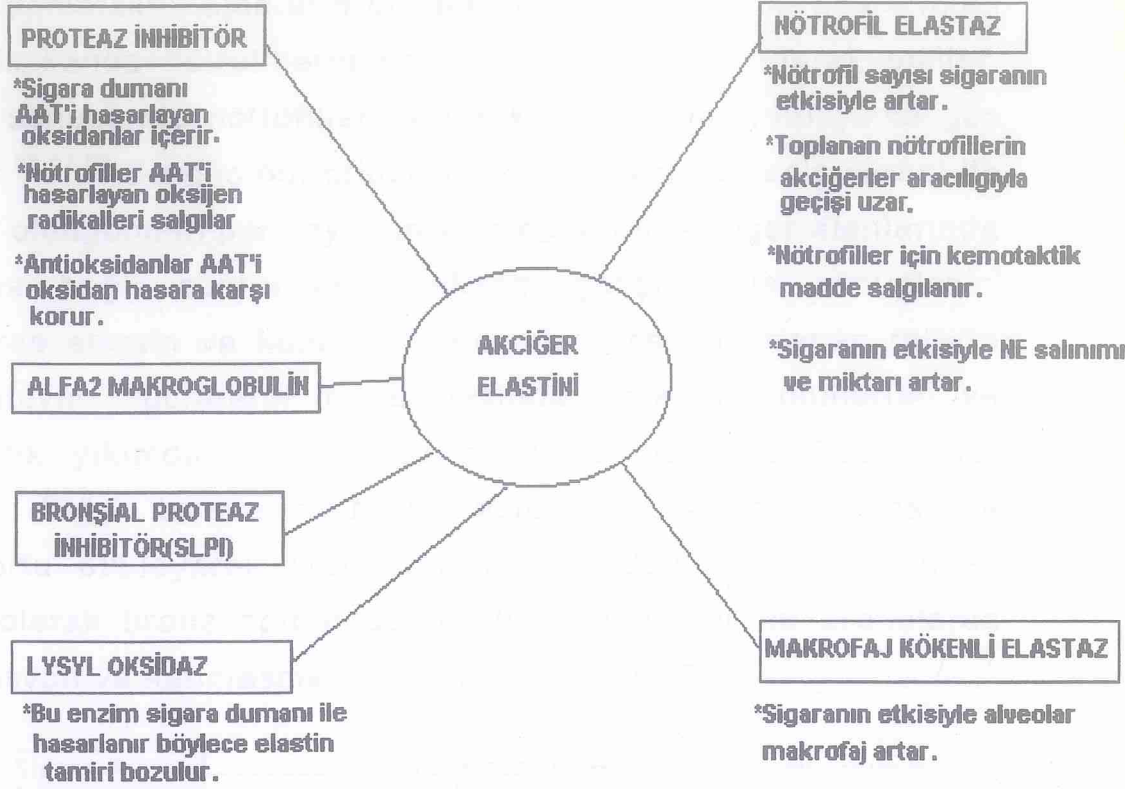 PROTEAZ İNHİBİTÖR
*Sigara dumanı
AAT'i hasarlayan
oksidanlar içerir.
*Nötrofiller AAT'i
hasarlayan oksijen
radikalleri salgılar
*Antioksidanlar AAT'i
oksidan hasara karşı
korur.
ALFA2 MAKROGLOBULİN
BRONŞİAL PROTEAZ
İNHİBİTÖR(SLPI)
LYSYL OKSİDAZ
*Bu enzim sigara dumanı ile
hasarlanır böylece elastin
tamiri bozulur.
AKCİĞER
ELASTİNİ
NÖTROFİL ELASTAZ
*Nötrofil sayısı sigaranın
etkisiyle artar.
*Toplanan nötrofillerin
akciğerler aracılıgıyla
geçişi uzar.
*Nötrofiller için kemotaktik
madde salgılanır.
*Sigaranın etkisiyle NE salınımı
ve miktarı artar.
MAKROFAJ KÖKENLİ ELASTAZ
*Sigaranın etkisiyle alveolar
makrofaj artar.